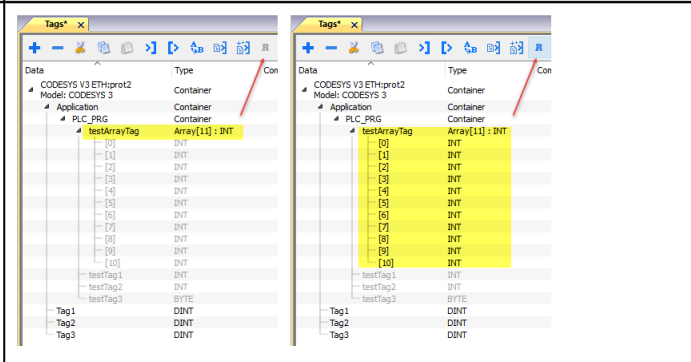 Tags* x
R
Data Type Con
CODESYS V3 ETH:prot2
Model: CODESYS 3 Container
Application Container
PLC_PRG Container
testArrayTag Array[11] : INT
[0] INT
[1] INT
[2] INT
[3] INT
[4] INT
[5] INT
[6] INT
[7] INT
[8] INT
[9] INT
[10] INT
testTag1 INT
testTag2 INT
testTag3 BYTE
Tag1 DINT
Tag2 DINT
Tag3 DINT
Tags* x
R
Data Type Con
CODESYS V3 ETH:prot2
Model: CODESYS 3 Container
Application Container
PLC_PRG Container
testArrayTag Array[11] : INT
[0] INT
[1] INT
[2] INT
[3] INT
[4] INT
[5] INT
[6] INT
[7] INT
[8] INT
[9] INT
[10] INT
testTag1 INT
testTag2 INT
testTag3 BYTE
Tag1 DINT
Tag2 DINT
Tag3 DINT